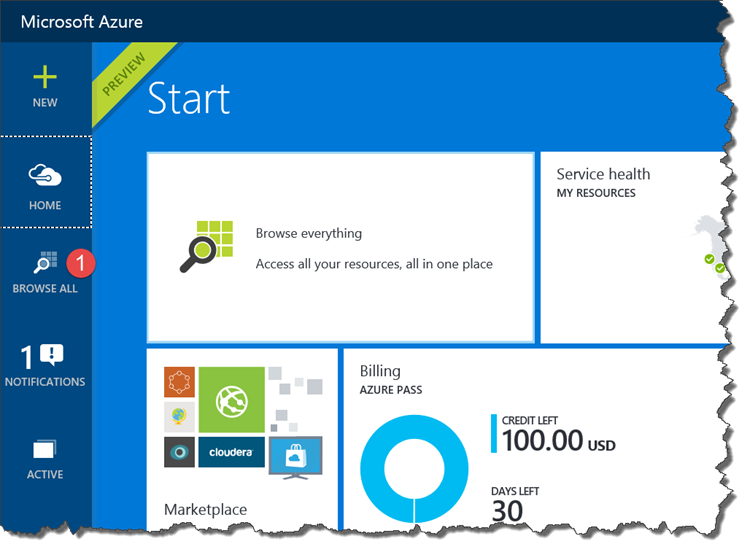 Microsoft Azure
NEW
PREVIEW
Start
HOME
BROWSE ALL
1
1
NOTIFICATIONS
ACTIVE
Browse everything
Access all your resources, all in one place
Service health
MY RESOURCES
cloudera
Marketplace
Billing
AZURE PASS
CREDIT LEFT
100.00 USD
DAYS LEFT
30